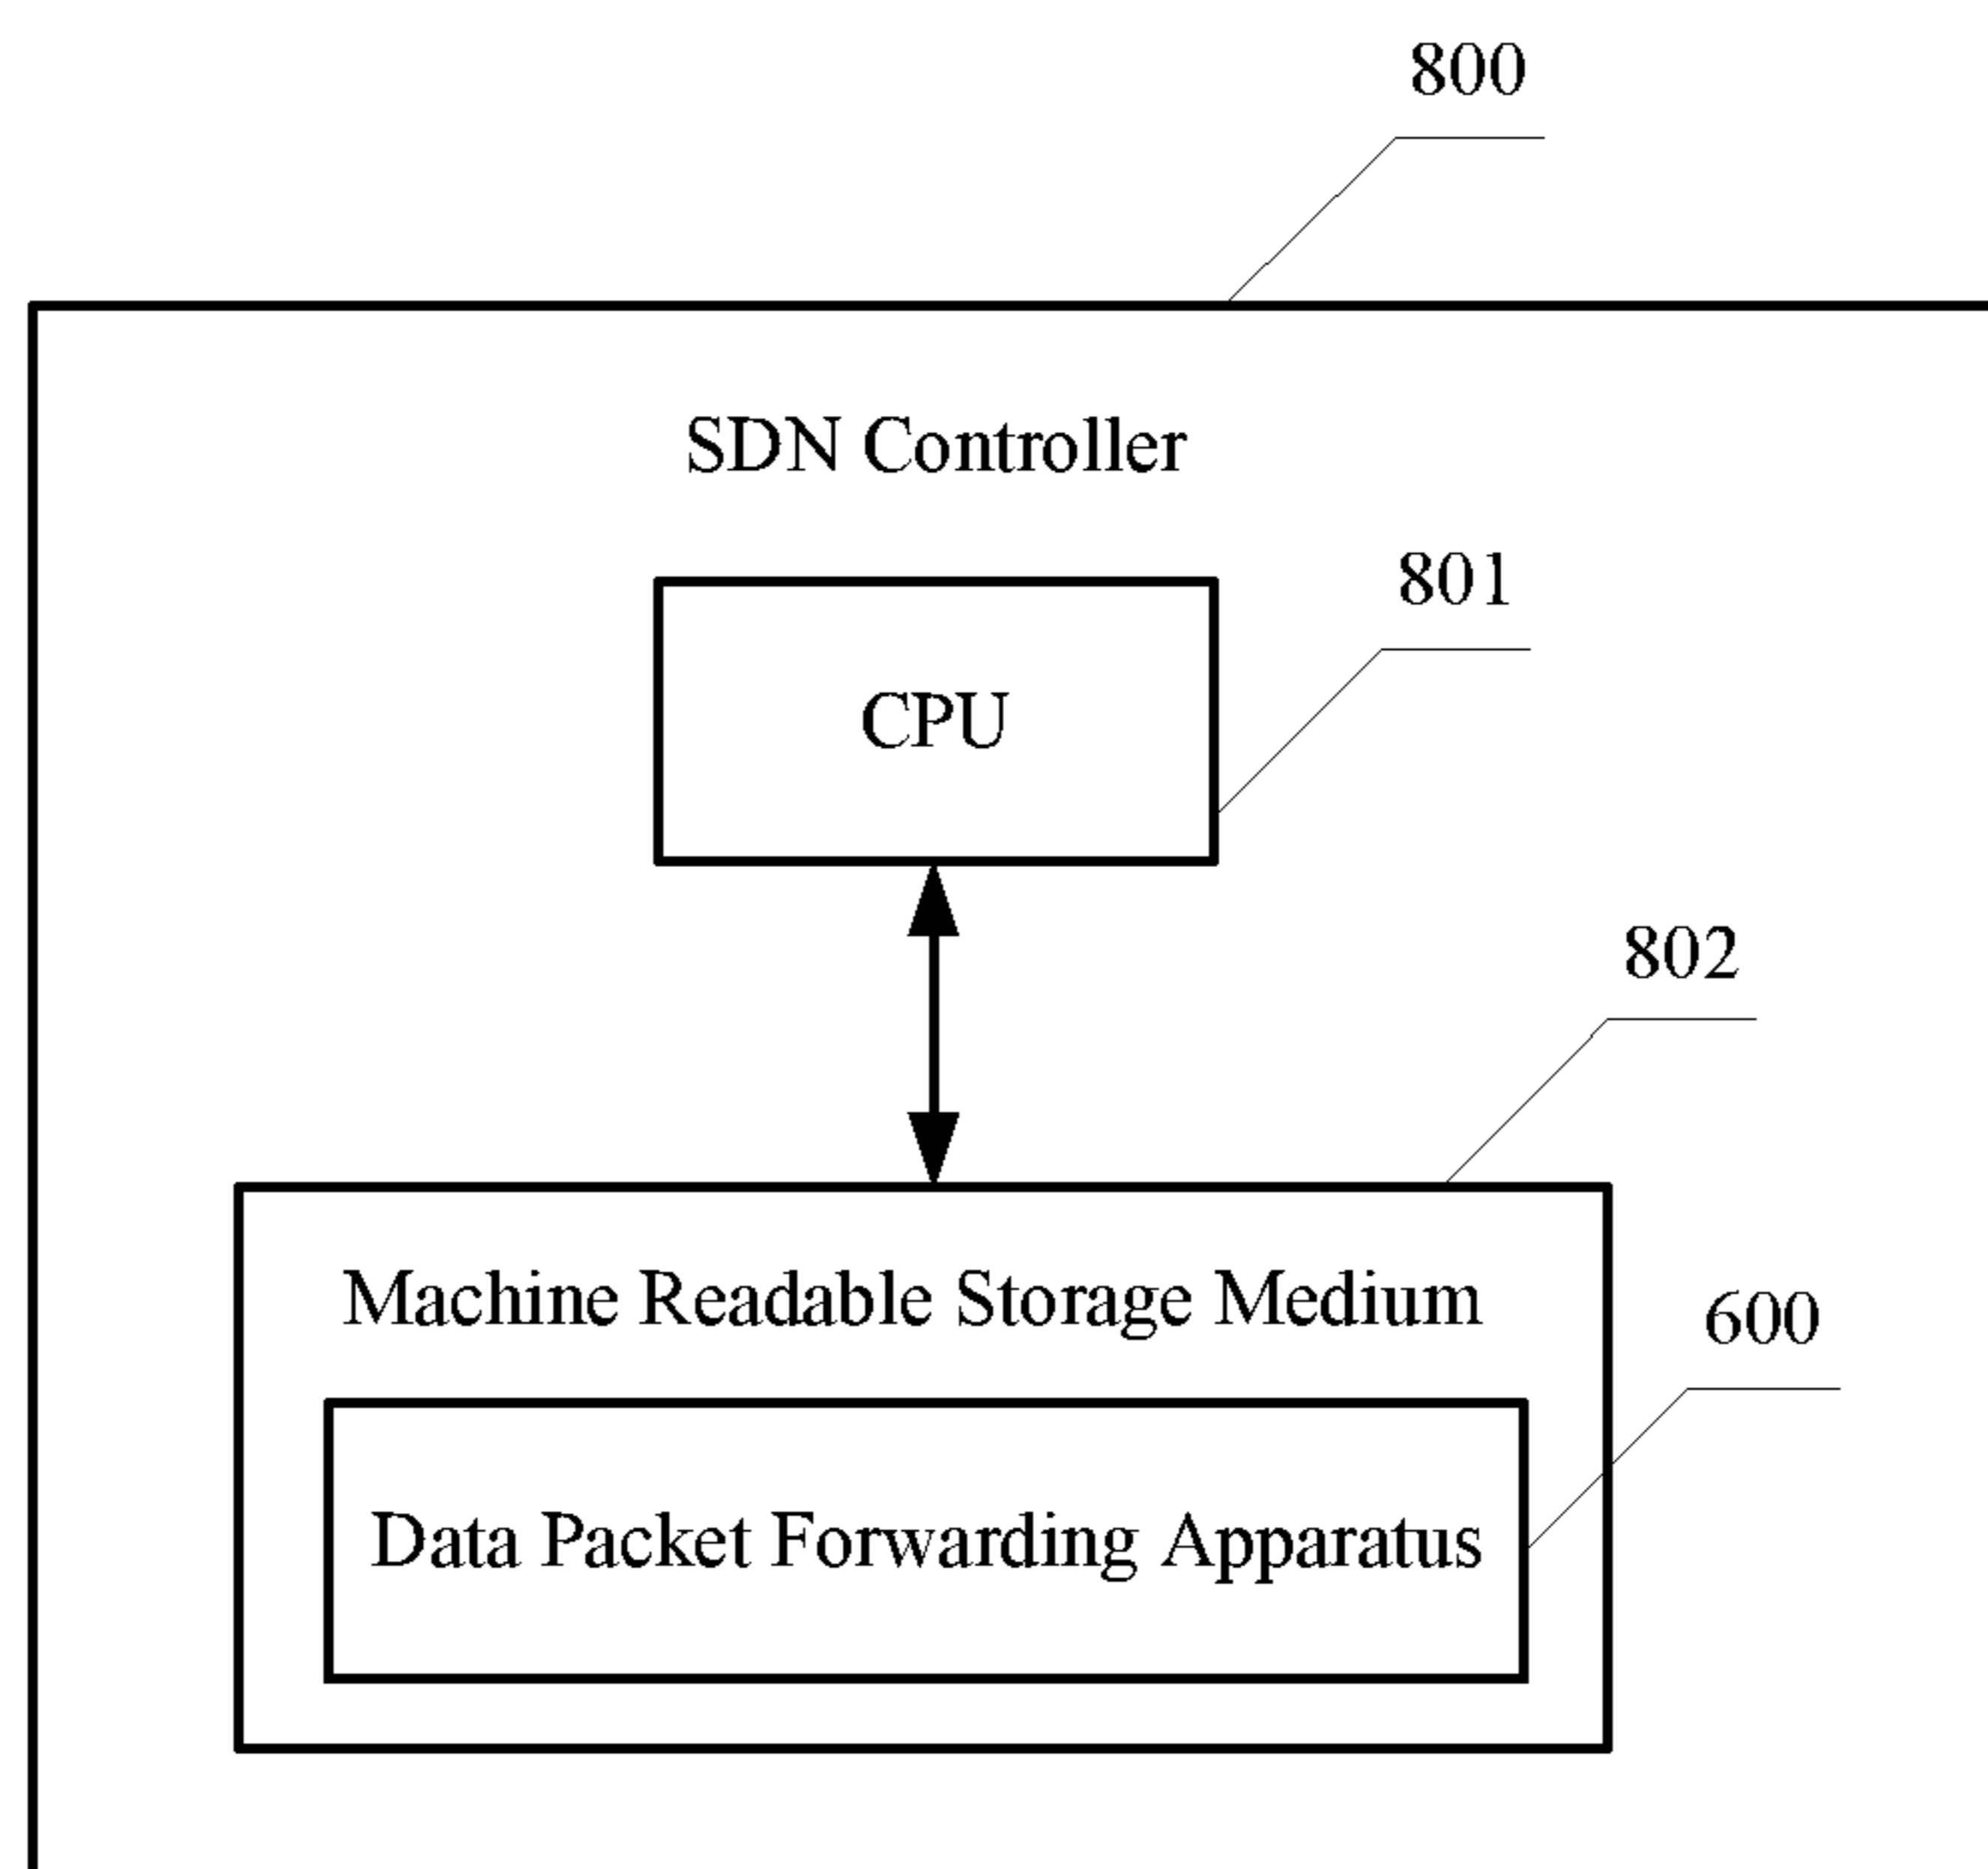 800
SDN Controller
801
CPU
802
Machine Readable Storage Medium
600
Data Packet Forwarding Apparatus